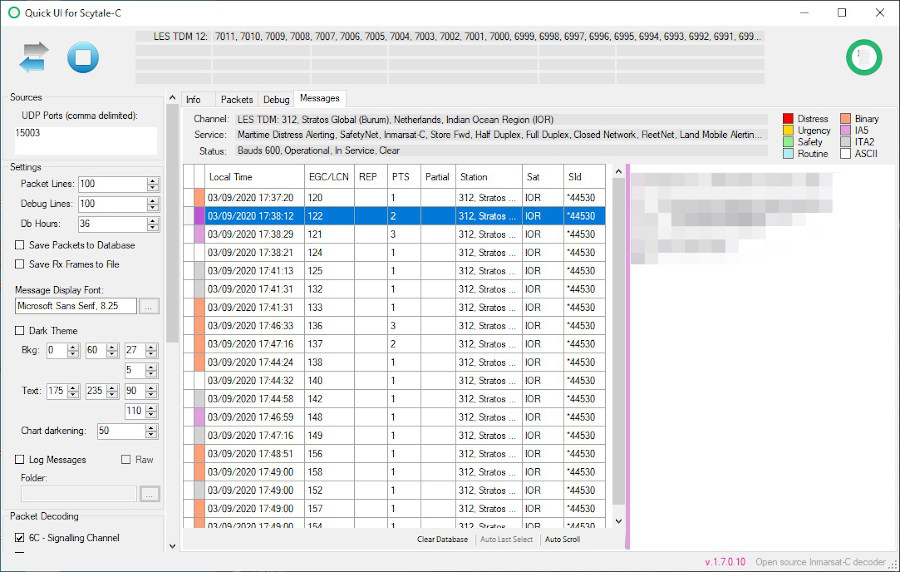 Quick UI for Scytale-C
LES TDM 12: 7011, 7010, 7009, 7008, 7007, 7006, 7005, 7004, 7003, 7002, 7001, 7000, 6999, 6998, 6997, 6996, 6995, 6994, 6993, 6992, 6991, 699...
Sources
UDP Ports (comma delimited):
15003
Settings
Packet Lines: 100
Debug Lines: 100
Db Hours: 36
Save Packets to Database
Save Rx Frames to File
Message Display Font:
Microsoft Sans Serif, 8.25 ...
Dark Theme
Bkg: 0 60 27
5
Text: 175 235 90
110
Chart darkening: 50
Log Messages Raw
Folder:
...
Packet Decoding
6C - Signalling Channel
Info Packets Debug Messages
Channel: LES TDM: 312, Stratos Global (Burum), Netherlands, Indian Ocean Region (IOR)
Service: Maritime Distress Alerting, SafetyNet, Inmarsat-C, Store Fwd, Half Duplex, Full Duplex, Closed Network, FleetNet, Land Mobile Alertin...
Status: Bauds 600, Operational, In Service, Clear
Distress Binary
Urgency IA5
Safety ITA2
Routine ASCII
Local Time EGC/LCN REP PTS Partial Station Sat SId
03/09/2020 17:37:20 120 1 312, Stratos ... IOR *44530
03/09/2020 17:38:12 122 2 312, Stratos ... IOR *44530
03/09/2020 17:38:29 121 3 312, Stratos ... IOR *44530
03/09/2020 17:38:21 124 1 312, Stratos ... IOR *44530
03/09/2020 17:41:13 125 1 312, Stratos ... IOR *44530
03/09/2020 17:41:31 132 1 312, Stratos ... IOR *44530
03/09/2020 17:41:31 133 1 312, Stratos ... IOR *44530
03/09/2020 17:46:33 136 3 312, Stratos ... IOR *44530
03/09/2020 17:47:16 137 2 312, Stratos ... IOR *44530
03/09/2020 17:44:24 138 1 312, Stratos ... IOR *44530
03/09/2020 17:44:32 140 1 312, Stratos ... IOR *44530
03/09/2020 17:44:58 142 1 312, Stratos ... IOR *44530
03/09/2020 17:46:59 148 1 312, Stratos ... IOR *44530
03/09/2020 17:47:16 149 1 312, Stratos ... IOR *44530
03/09/2020 17:48:51 156 1 312, Stratos ... IOR *44530
03/09/2020 17:49:00 158 1 312, Stratos ... IOR *44530
03/09/2020 17:49:00 152 1 312, Stratos ... IOR *44530
03/09/2020 17:49:00 157 1 312, Stratos ... IOR *44530
03/09/2020 17:49:00 154 1 312, Stratos ... IOR *44530
Clear Database Auto Last Select Auto Scroll
v.1.7.0.10 Open source Inmarsat-C decoder